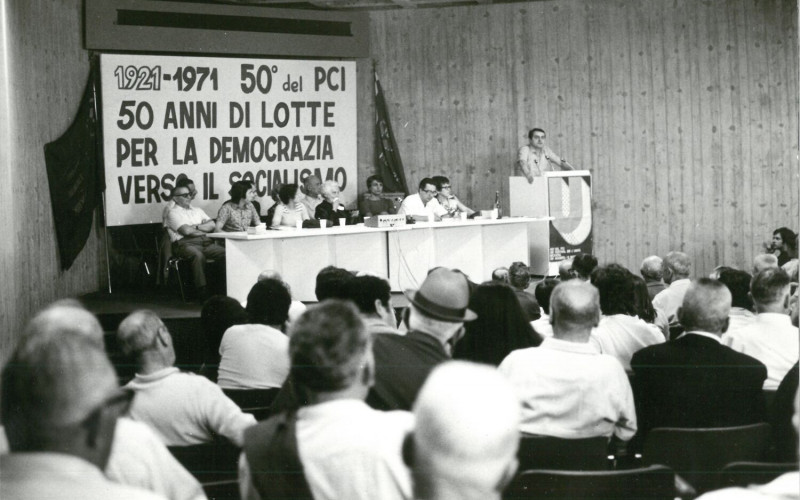 1921-1971 50° del PCI
50 ANNI DI LOTTE
PER LA DEMOCRAZIA
VERSO IL SOCIALISMO
U